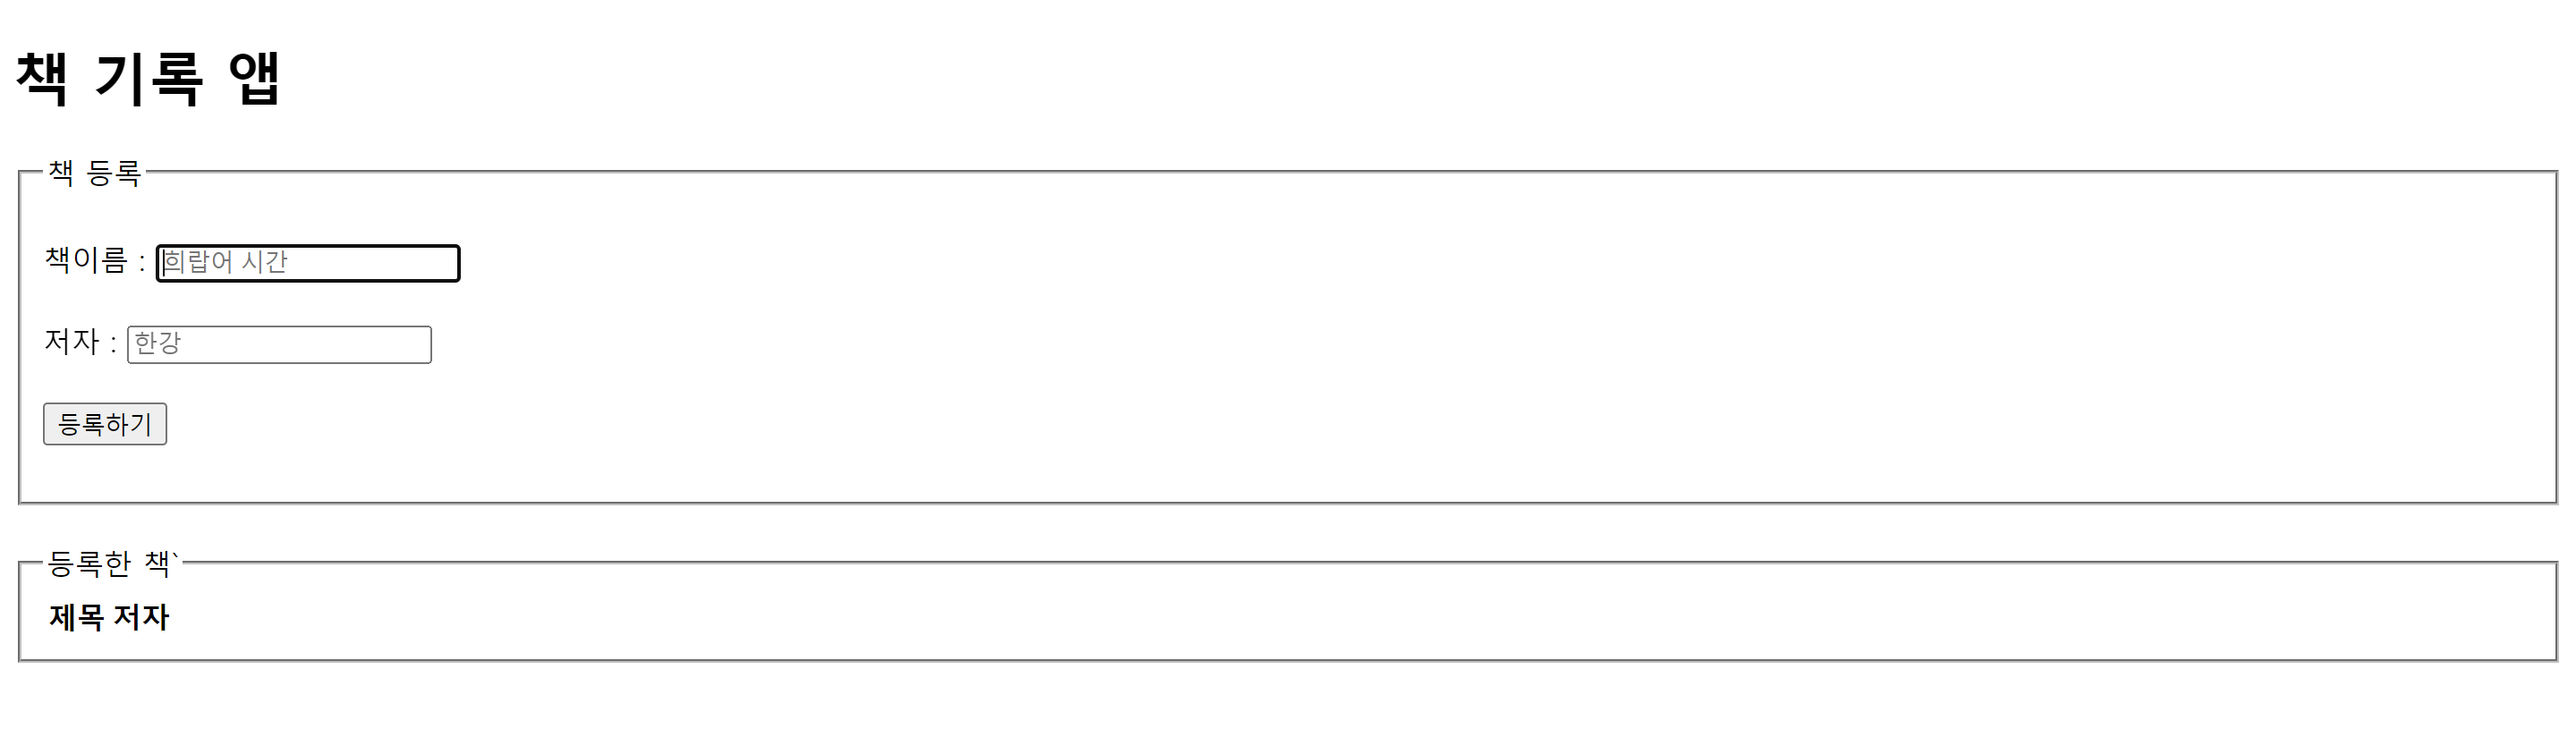 책 기록 앱
책 등록
책이름 : 희랍어 시간
저자 : 한강
등록하기
등록한 책`
제목 저자